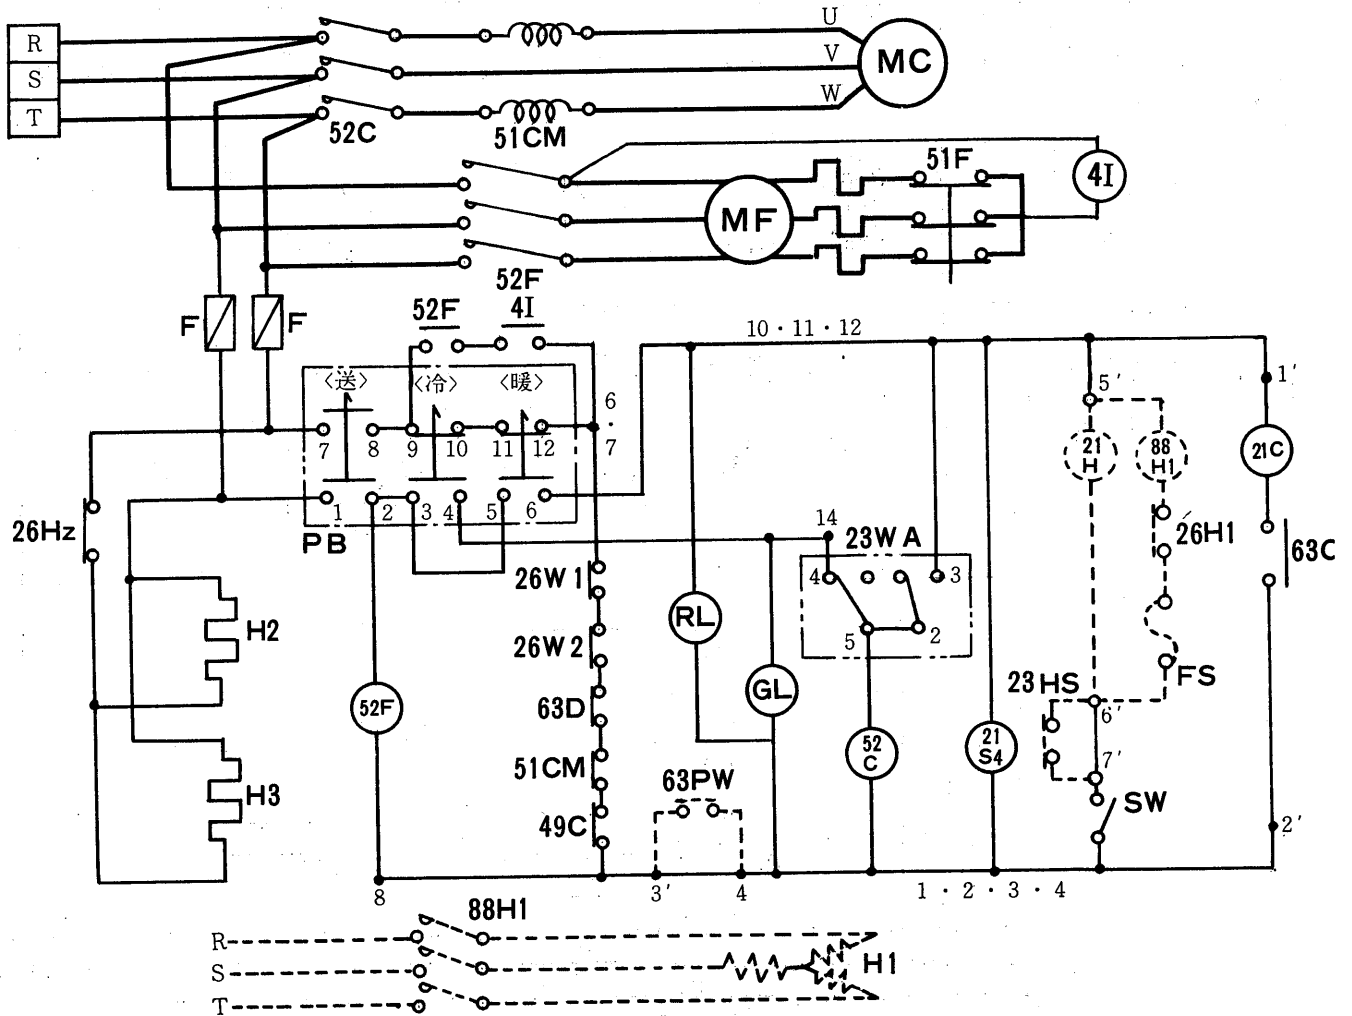 R
S
T
52C
51CM
U
V
W
MC
51F
4I
MF
52F
F
F
52F
4I
10・11・12
〈送〉
〈冷〉
〈暖〉
6・7
7
8
9
10
11
12
1
2
3
4
5
6
PB
26Hz
H2
H3
52F
8
26W1
26W2
63D
51CM
49C
RL
GL
63PW
3'
4
14
23WA
4
3
5
2
52
C
21
S4
1・2・3・4
5'
21
H
88
H1
26H1
FS
23HS
6'
7'
SW
1'
21C
63C
2'
88H1
R
S
T
H1